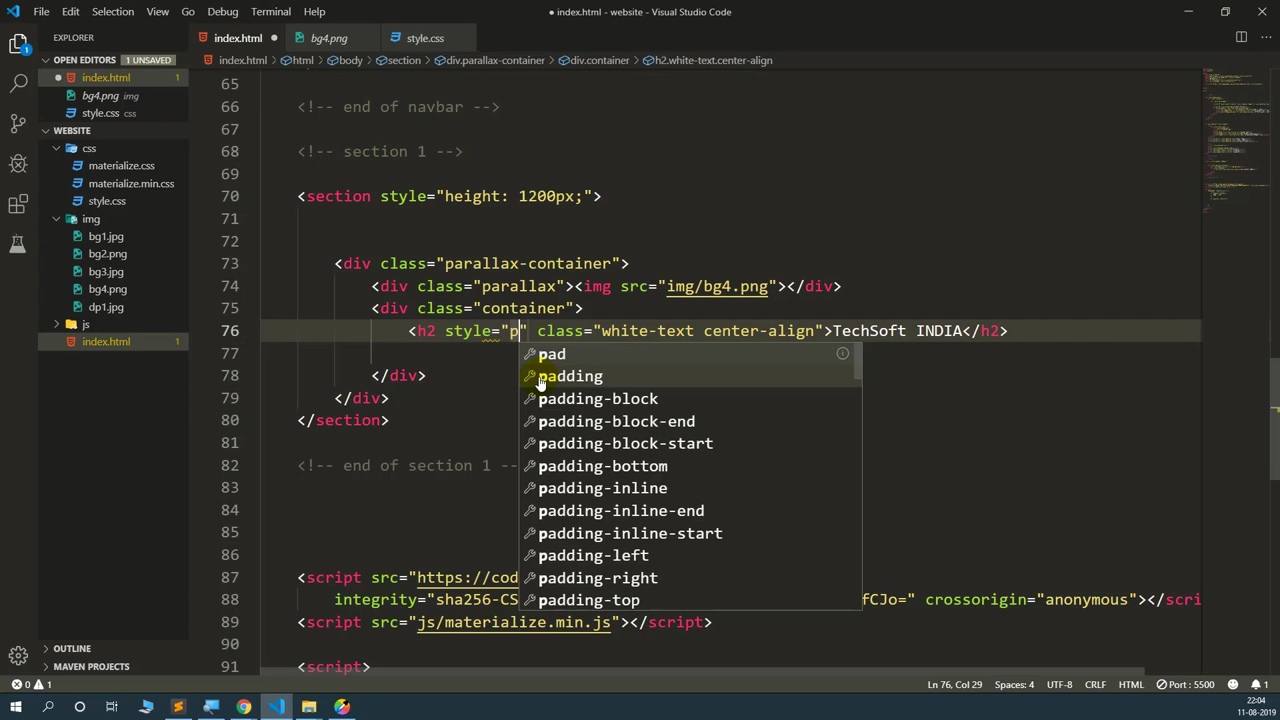 File Edit Selection View Go Debug Terminal Help
● index.html - website - Visual Studio Code
EXPLORER
index.html ●
bg4.png
style.css
OPEN EDITORS 1 UNSAVED
index.html > html > body > section > div.parallax-container > div.container > h2.white-text.center-align
● index.html 1
bg4.png img
style.css css
WEBSITE
css
materialize.css
materialize.min.css
style.css
img
bg1.jpg
bg2.png
bg3.jpg
bg4.png
dp1.jpg
js
index.html 1
OUTLINE
MAVEN PROJECTS
65
66 <!-- end of navbar -->
67
68 <!-- section 1 -->
69
70 <section style="height: 1200px;">
71
72
73 <div class="parallax-container">
74 <div class="parallax"><img src="img/bg4.png"></div>
75 <div class="container">
76 <h2 style="p" class="white-text center-align">TechSoft INDIA</h2>
77
78 </div>
79 </div>
80 </section>
81
82 <!-- end of section 1 --
83
84
85
86
87 <script src="https://cod
88 integrity="sha256-CS fCJo=" crossorigin="anonymous"></scri
89 <script src="js/materialize.min.js"></script>
90
91 <script>
pad
padding
padding-block
padding-block-end
padding-block-start
padding-bottom
padding-inline
padding-inline-end
padding-inline-start
padding-left
padding-right
padding-top
0 1
Ln 76, Col 29 Spaces: 4 UTF-8 CRLF HTML Port : 5500 1
22:04
11-08-2019